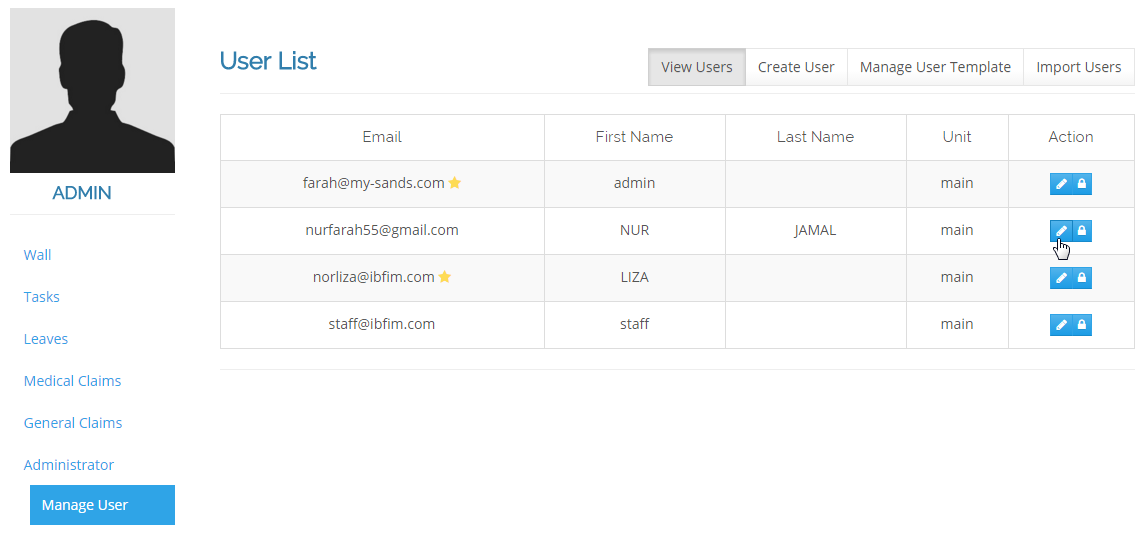 ADMIN
Wall
Tasks
Leaves
Medical Claims
General Claims
Administrator
Manage User
User List
View Users Create User Manage User Template Import Users
Email First Name Last Name Unit Action
farah@my-sands.com admin main
nurfarah55@gmail.com NUR JAMAL main
norliza@ibfim.com LIZA main
staff@ibfim.com staff main